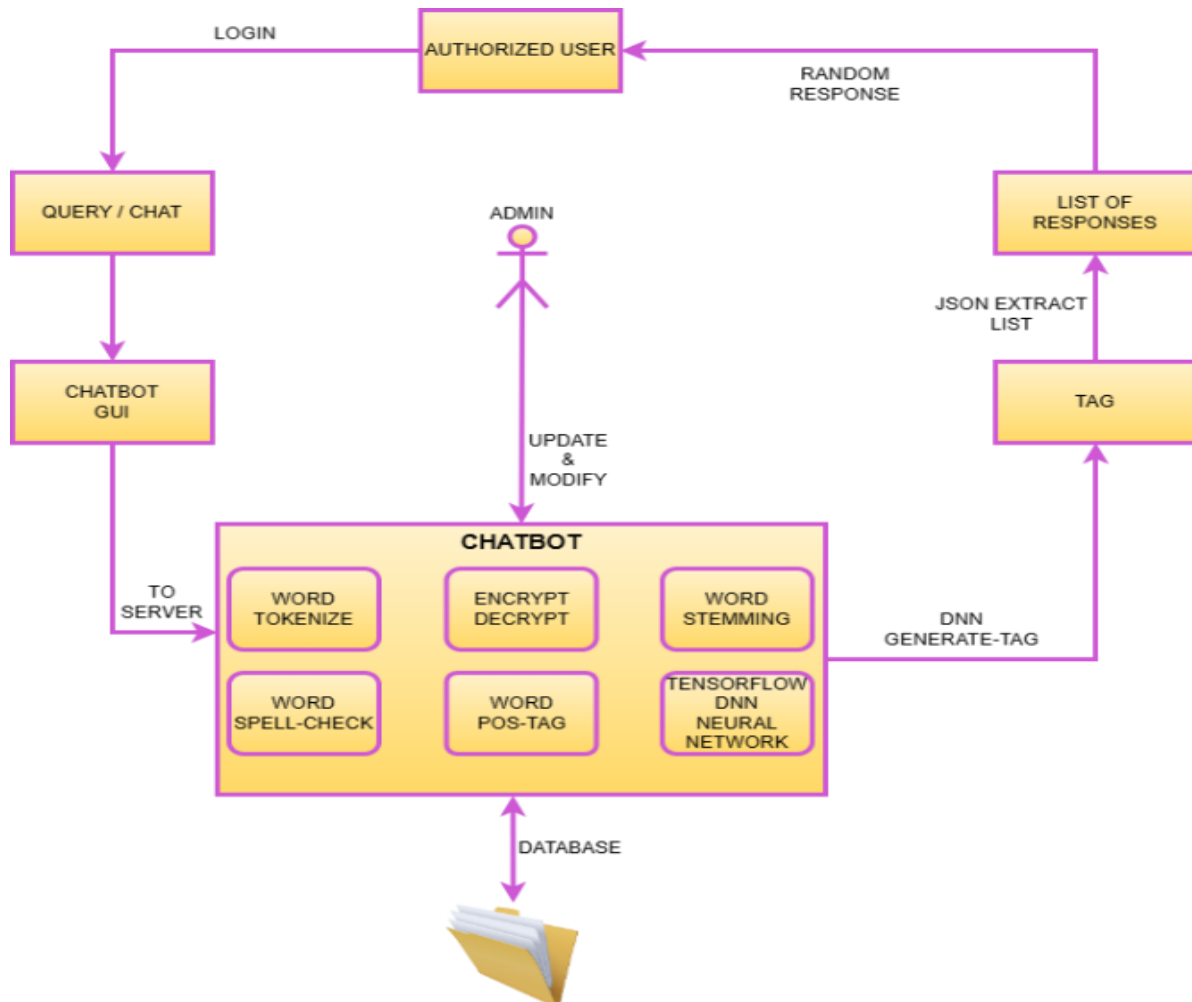 LOGIN
AUTHORIZED USER
RANDOM
RESPONSE
QUERY / CHAT
ADMIN
LIST OF
RESPONSES
JSON EXTRACT
LIST
CHATBOT
GUI
TAG
UPDATE
&
MODIFY
TO
SERVER
CHATBOT
WORD
TOKENIZE
ENCRYPT
DECRYPT
WORD
STEMMING
DNN
GENERATE-TAG
WORD
SPELL-CHECK
WORD
POS-TAG
TENSORFLOW
DNN
NEURAL
NETWORK
DATABASE